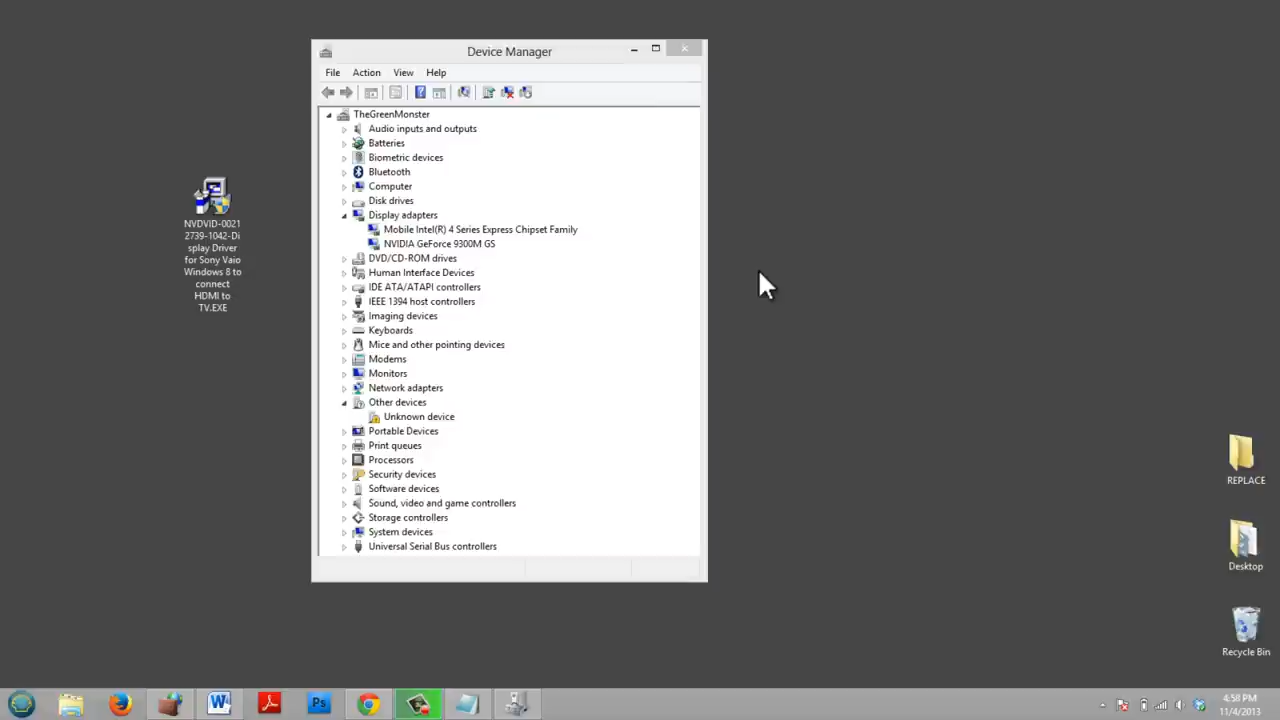 Device Manager
File Action View Help
TheGreenMonster
Audio inputs and outputs
Batteries
Biometric devices
Bluetooth
Computer
Disk drives
Display adapters
Mobile Intel(R) 4 Series Express Chipset Family
NVIDIA GeForce 9300M GS
DVD/CD-ROM drives
Human Interface Devices
IDE ATA/ATAPI controllers
IEEE 1394 host controllers
Imaging devices
Keyboards
Mice and other pointing devices
Modems
Monitors
Network adapters
Other devices
Unknown device
Portable Devices
Print queues
Processors
Security devices
Software devices
Sound, video and game controllers
Storage controllers
System devices
Universal Serial Bus controllers
NVDVID-0021
2739-1042-Di
splay Driver
for Sony Vaio
Windows 8 to
connect
HDMI to
TV.EXE
REPLACE
Desktop
Recycle Bin
W
Ps
4:58 PM
11/4/2013